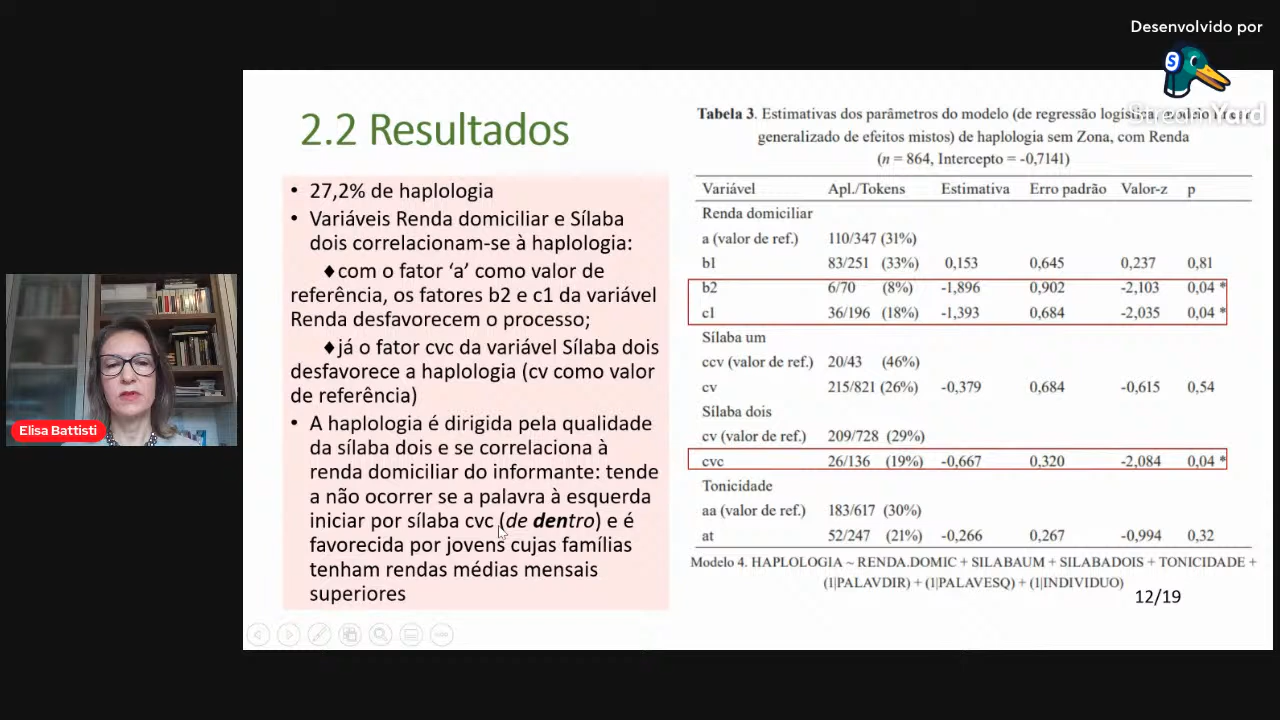 Desenvolvido por
StreamYard
2.2 Resultados
• 27,2% de haplologia
• Variáveis Renda domiciliar e Sílaba
dois correlacionam-se à haplologia:
♦com o fator ‘a’ como valor de
referência, os fatores b2 e c1 da variável
Renda desfavorecem o processo;
♦já o fator cvc da variável Sílaba dois
desfavorece a haplologia (cv como valor
de referência)
• A haplologia é dirigida pela qualidade
da sílaba dois e se correlaciona à
renda domiciliar do informante: tende
a não ocorrer se a palavra à esquerda
iniciar por sílaba cvc (de dentro) e é
favorecida por jovens cujas famílias
tenham rendas médias mensais
superiores
Tabela 3. Estimativas dos parâmetros do modelo (de regressão logística,
generalizado de efeitos mistos) de haplologia sem Zona, com Renda
(n = 864, Intercepto = -0,7141)
Variável Apl./Tokens Estimativa Erro padrão Valor-z p
Renda domiciliar
a (valor de ref.) 110/347 (31%)
b1 83/251 (33%) 0,153 0,645 0,237 0,81
b2 6/70 (8%) -1,896 0,902 -2,103 0,04 *
c1 36/196 (18%) -1,393 0,684 -2,035 0,04 *
Sílaba um
ccv (valor de ref.) 20/43 (46%)
cv 215/821 (26%) -0,379 0,684 -0,615 0,54
Sílaba dois
cv (valor de ref.) 209/728 (29%)
cvc 26/136 (19%) -0,667 0,320 -2,084 0,04 *
Tonicidade
aa (valor de ref.) 183/617 (30%)
at 52/247 (21%) -0,266 0,267 -0,994 0,32
Modelo 4. HAPLOLOGIA ~ RENDA.DOMIC + SILABAUM + SILABADOIS + TONICIDADE +
(1|PALAVDIR) + (1|PALAVESQ) + (1|INDIVIDUO)
12/19
Elisa Battisti